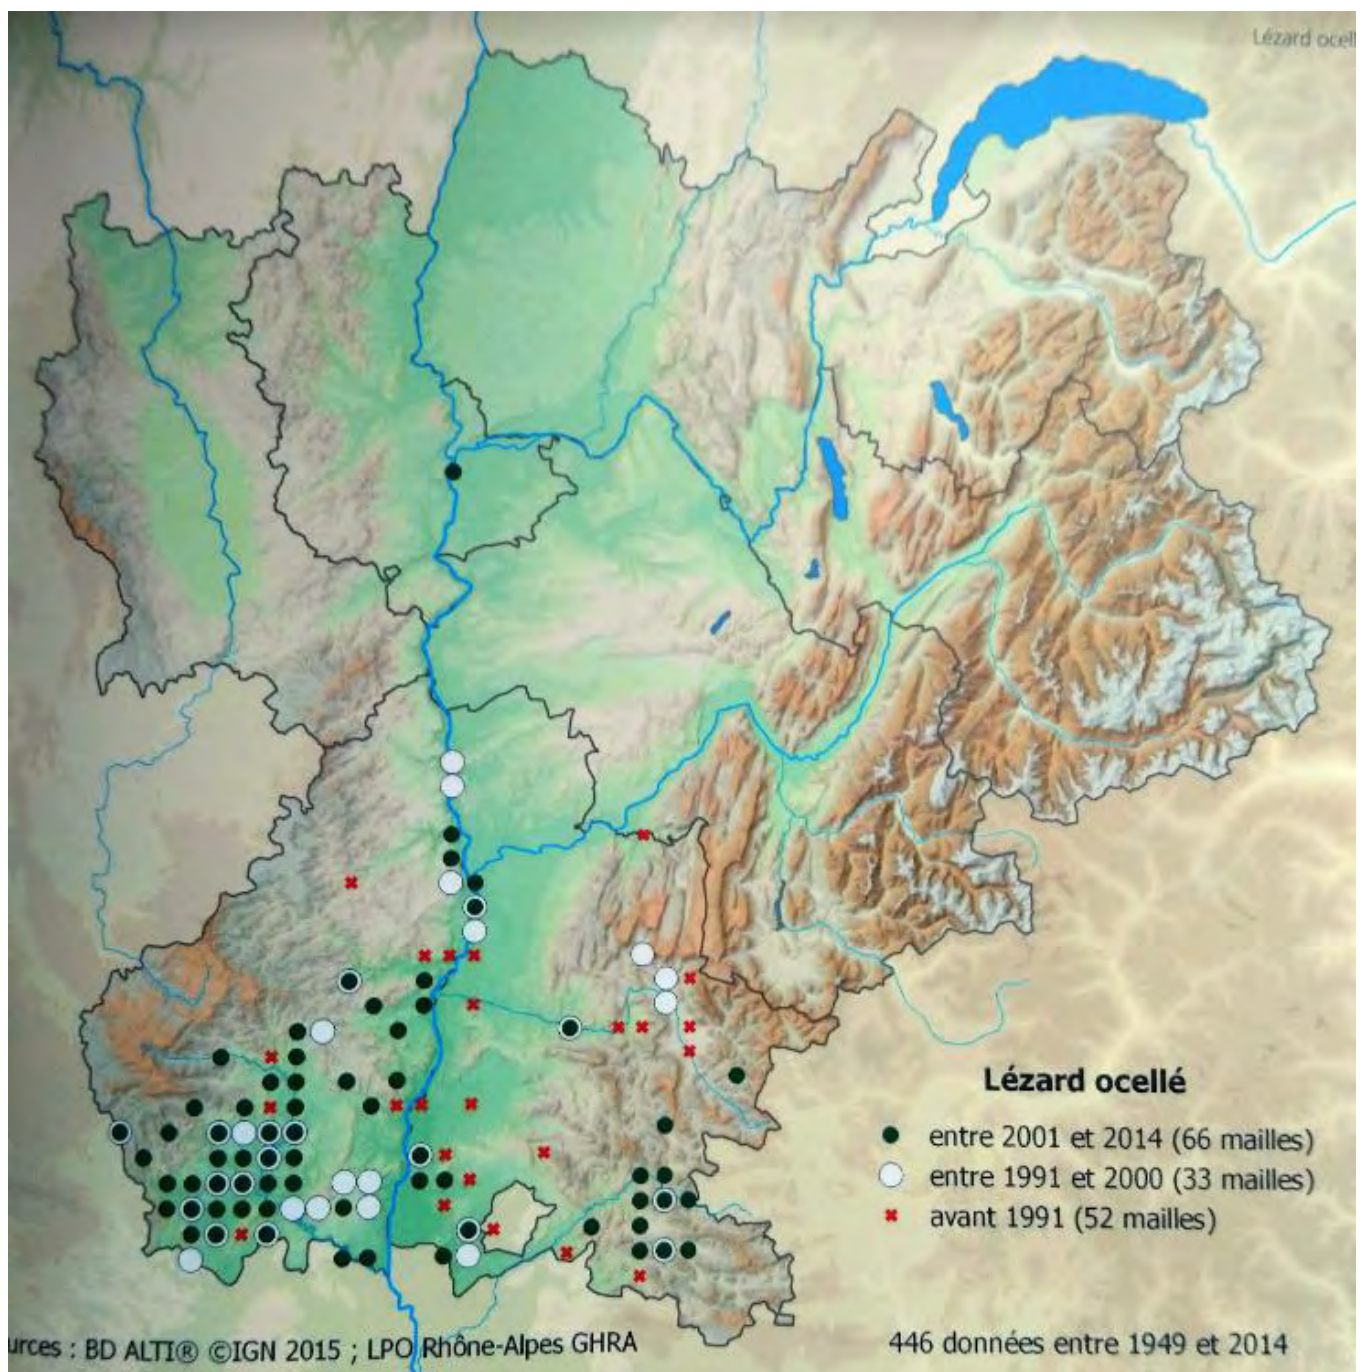 Lézard ocell
Lézard ocellé
entre 2001 et 2014 (66 mailles)
entre 1991 et 2000 (33 mailles)
avant 1991 (52 mailles)
urces : BD ALTI® ©IGN 2015 ; LPO Rhône-Alpes GHRA
446 données entre 1949 et 2014